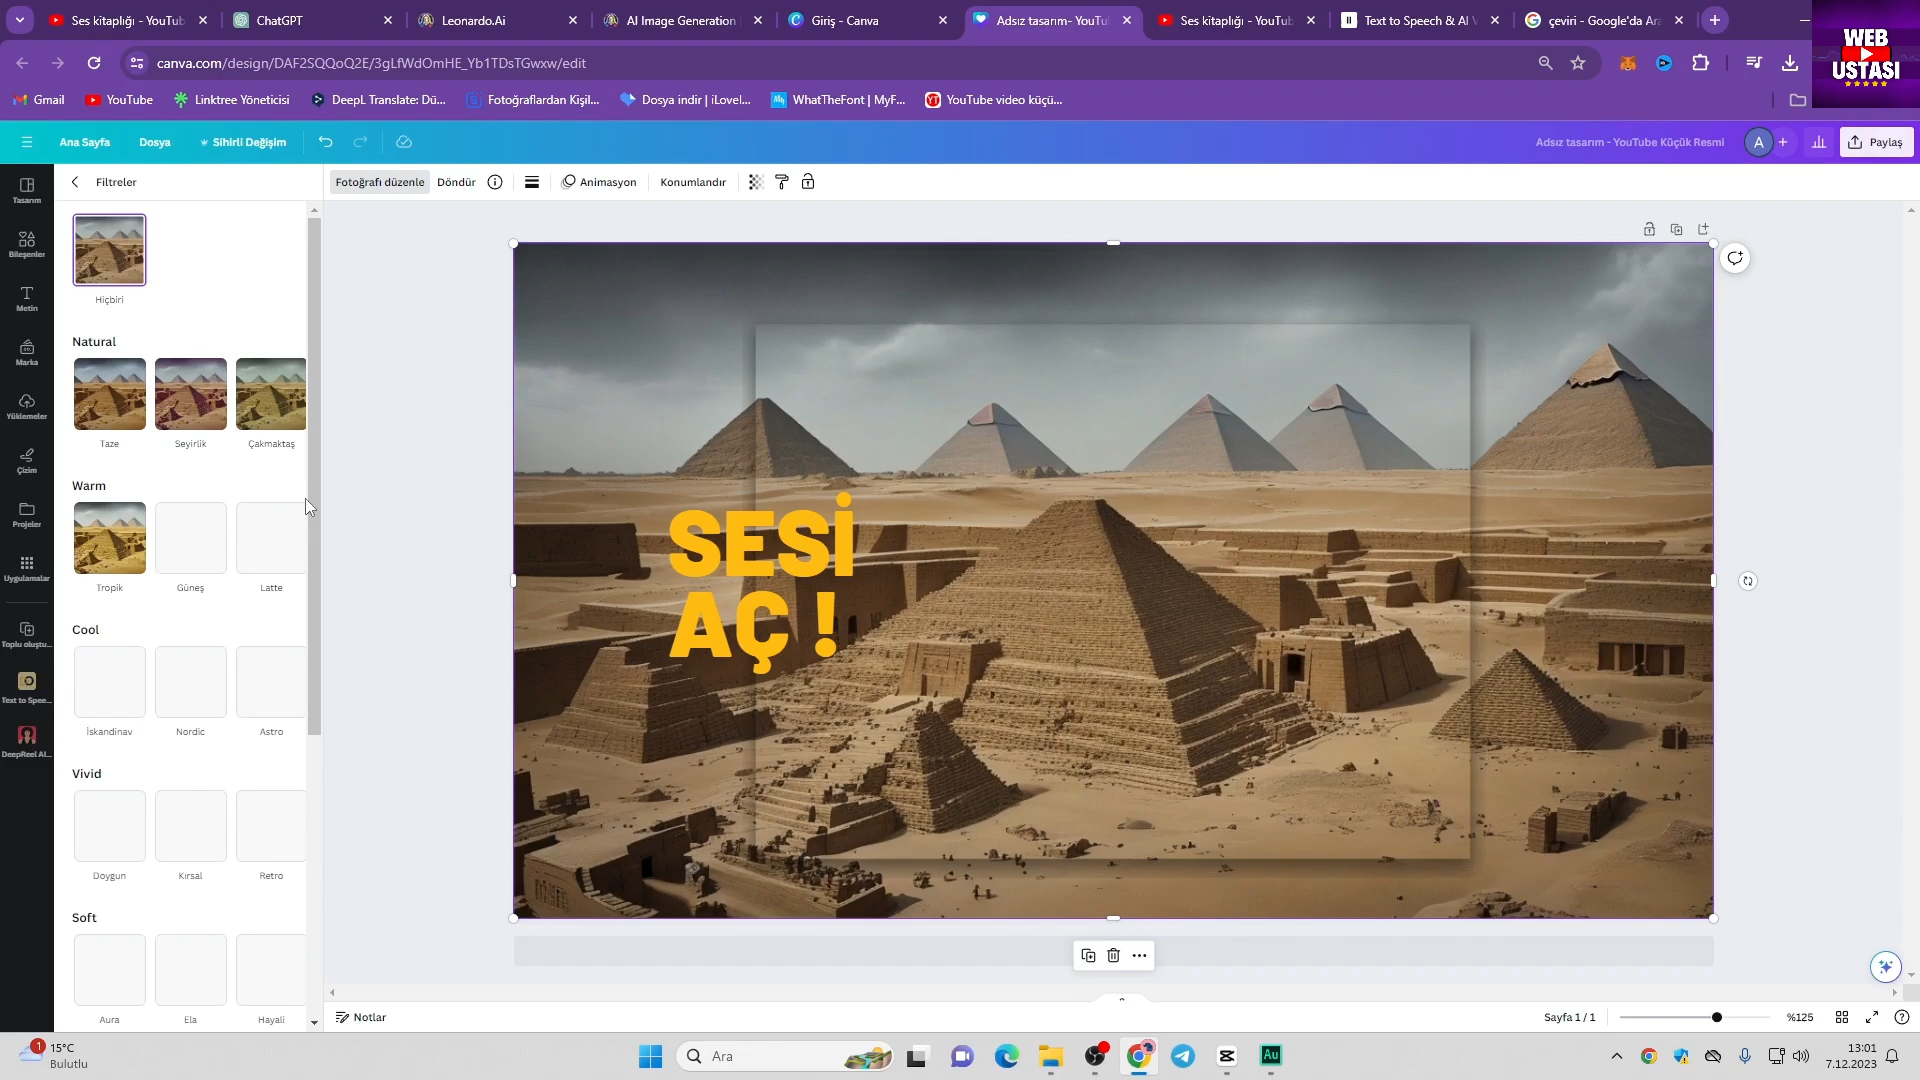 Ses kitaplığı - YouTub
ChatGPT
Leonardo.Ai
AI Image Generation
Giriş - Canva
Adsız tasarım- YouTu
Ses kitaplığı - YouTub
Text to Speech & AI V
çeviri - Google'da Ara
canva.com/design/DAF2SQQoQ2E/3gLfWdOmHE_Yb1TDsTGwxw/edit
WEB
USTASI
Gmail
YouTube
Linktree Yöneticisi
DeepL Translate: Dü...
Fotoğraflardan Kişil...
Dosya indir | iLoveI...
WhatTheFont | MyF...
YouTube video küçü...
Ana Sayfa
Dosya
Sihirli Değişim
Adsız tasarım - YouTube Küçük Resmi
A
Paylaş
Tasarım
Bileşenler
Metin
Marka
Yüklemeler
Çizim
Projeler
Uygulamalar
Toplu oluştu...
Text to Spee...
DeepReel AI...
Filtreler
Hiçbiri
Natural
Taze
Seyirlik
Çakmaktaş
Warm
Tropik
Güneş
Latte
Cool
İskandinav
Nordic
Astro
Vivid
Doygun
Kırsal
Retro
Soft
Aura
Ela
Hayali
Fotoğrafı düzenle
Döndür
Animasyon
Konumlandır
SESİ
AÇ !
Notlar
Sayfa 1 / 1
%125
1
15°C
Bulutlu
Ara
Au
13:01
7.12.2023